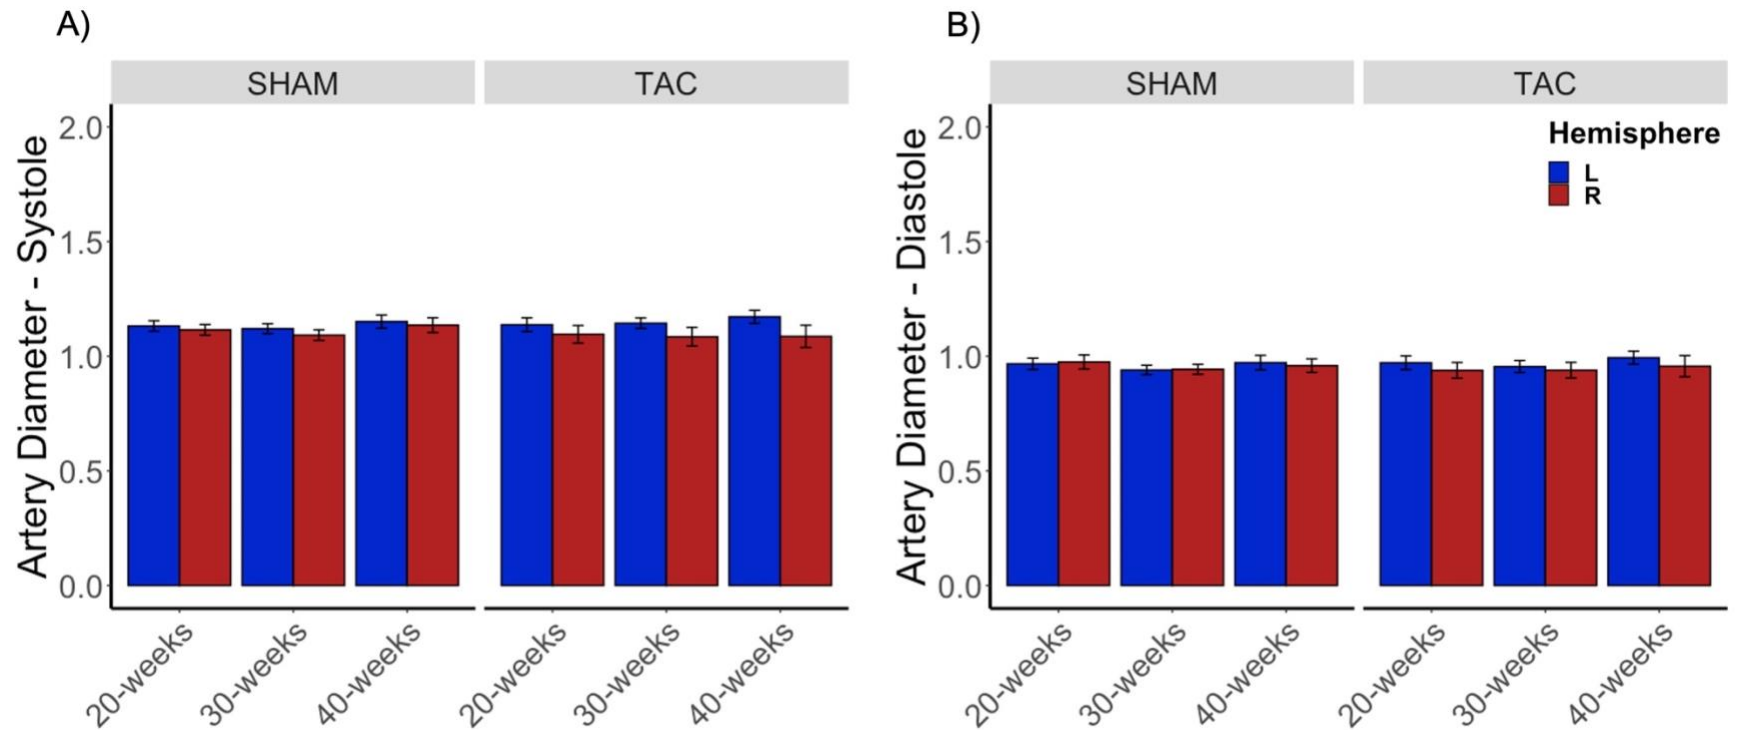 A)
SHAM TAC
Artery Diameter - Systole
2.0
1.5
1.0
0.5
0.0
20-weeks 30-weeks 40-weeks 20-weeks 30-weeks 40-weeks
B)
SHAM TAC
Artery Diameter - Diastole
2.0
1.5
1.0
0.5
0.0
Hemisphere
L
R
20-weeks 30-weeks 40-weeks 20-weeks 30-weeks 40-weeks